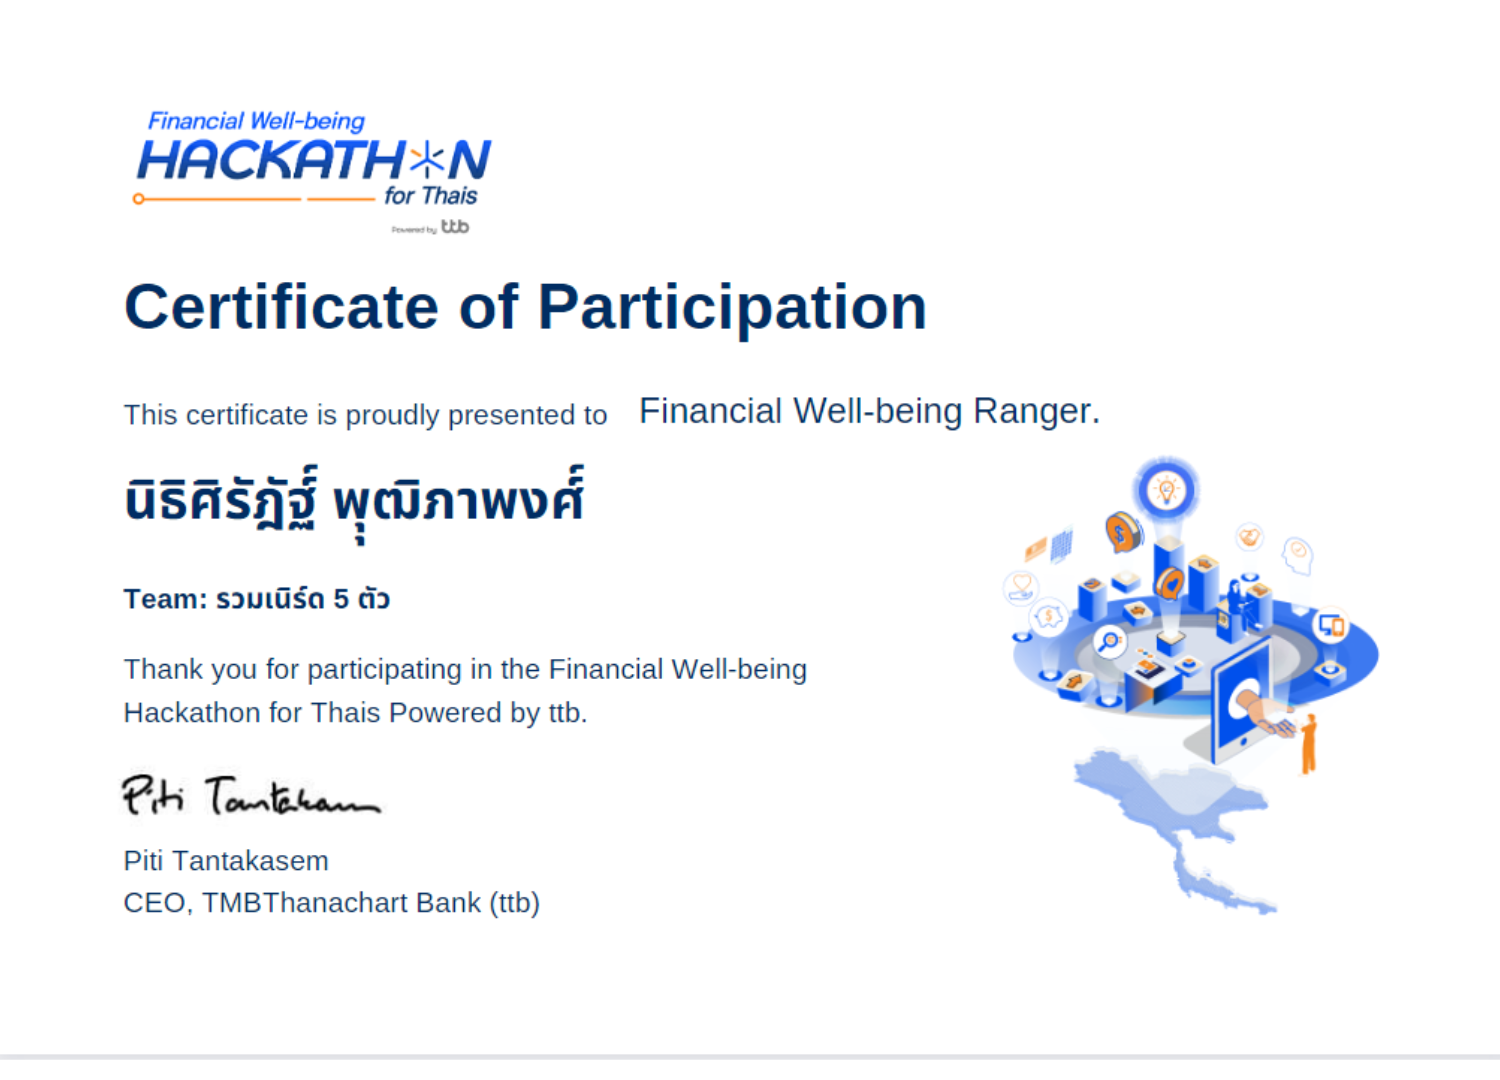 Financial Well-being
HACKATHON
for Thais
Powered by ttb
Certificate of Participation
This certificate is proudly presented to Financial Well-being Ranger.
นิธิศิรัฎัฐ์ พุฒิภาพงศ์
Team: รวมเนิร์ด 5 ตัว
Thank you for participating in the Financial Well-being
Hackathon for Thais Powered by ttb.
Piti Tantakasem
CEO, TMBThanachart Bank (ttb)